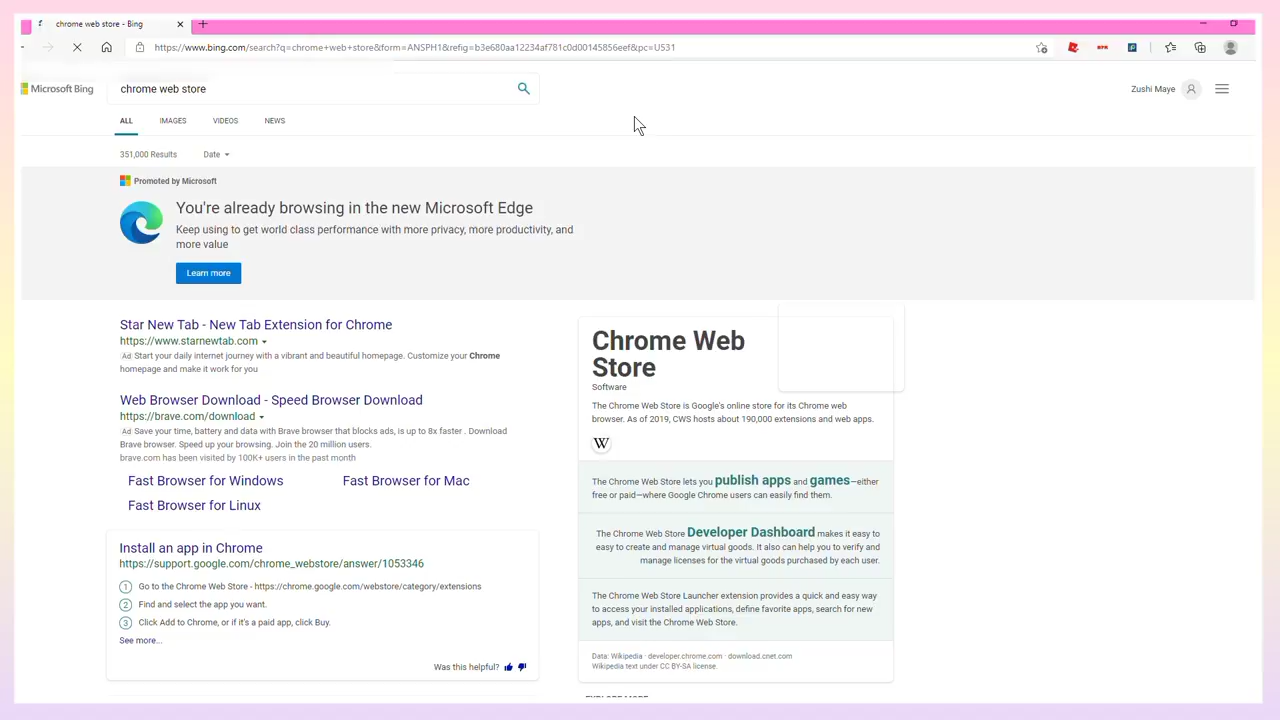 chrome web store - Bing
https://www.bing.com/search?q=chrome+web+store&form=ANSPH1&refig=b3e680aa12234af781c0d00145856eef&pc=U531
Microsoft Bing
chrome web store
Zushi Maye
ALL IMAGES VIDEOS NEWS
351,000 Results Date
Promoted by Microsoft
You're already browsing in the new Microsoft Edge
Keep using to get world class performance with more privacy, more productivity, and
more value
Learn more
Star New Tab - New Tab Extension for Chrome
https://www.starnewtab.com
Ad Start your daily internet journey with a vibrant and beautiful homepage. Customize your Chrome
homepage and make it work for you
Web Browser Download - Speed Browser Download
https://brave.com/download
Ad Save your time, battery and data with Brave browser that blocks ads, is up to 8x faster . Download
Brave browser. Speed up your browsing. Join the 20 million users.
brave.com has been visited by 100K+ users in the past month
Fast Browser for Windows Fast Browser for Mac
Fast Browser for Linux
Install an app in Chrome
https://support.google.com/chrome_webstore/answer/1053346
1 Go to the Chrome Web Store - https://chrome.google.com/webstore/category/extensions
2 Find and select the app you want.
3 Click Add to Chrome, or if it's a paid app, click Buy.
See more...
Was this helpful?
Chrome Web
Store
Software
The Chrome Web Store is Google's online store for its Chrome web
browser. As of 2019, CWS hosts about 190,000 extensions and web apps.
W
The Chrome Web Store lets you publish apps and games—either
free or paid—where Google Chrome users can easily find them.
The Chrome Web Store Developer Dashboard makes it easy to
easy to create and manage virtual goods. It also can help you to verify and
manage licenses for the virtual goods purchased by each user.
The Chrome Web Store Launcher extension provides a quick and easy way
to access your installed applications, define favorite apps, search for new
apps, and visit the Chrome Web Store.
Data: Wikipedia · developer.chrome.com · download.cnet.com
Wikipedia text under CC BY-SA license.
EXPLORE MORE